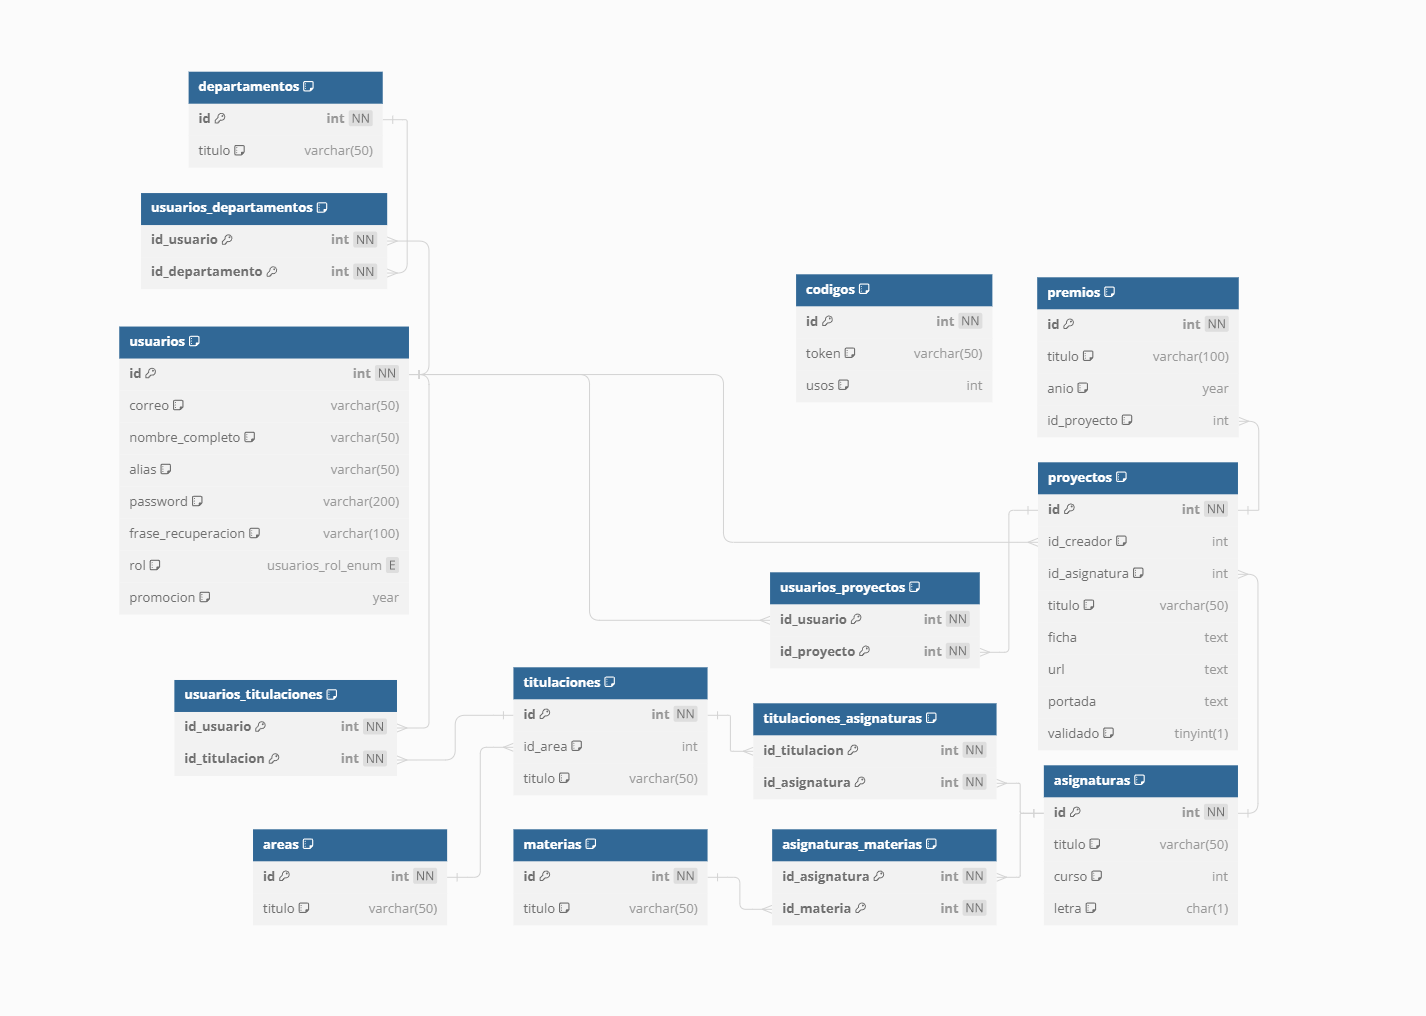 departamentos
id int NN
titulo varchar(50)
usuarios_departamentos
id_usuario int NN
id_departamento int NN
usuarios
id int NN
correo varchar(50)
nombre_completo varchar(50)
alias varchar(50)
password varchar(200)
frase_recuperacion varchar(100)
rol usuarios_rol_enum E
promocion year
codigos
id int NN
token varchar(50)
usos int
premios
id int NN
titulo varchar(100)
anio year
id_proyecto int
proyectos
id int NN
id_creador int
id_asignatura int
titulo varchar(50)
ficha text
url text
portada text
validado tinyint(1)
usuarios_proyectos
id_usuario int NN
id_proyecto int NN
usuarios_titulaciones
id_usuario int NN
id_titulacion int NN
titulaciones
id int NN
id_area int
titulo varchar(50)
titulaciones_asignaturas
id_titulacion int NN
id_asignatura int NN
asignaturas
id int NN
titulo varchar(50)
curso int
letra char(1)
areas
id int NN
titulo varchar(50)
materias
id int NN
titulo varchar(50)
asignaturas_materias
id_asignatura int NN
id_materia int NN